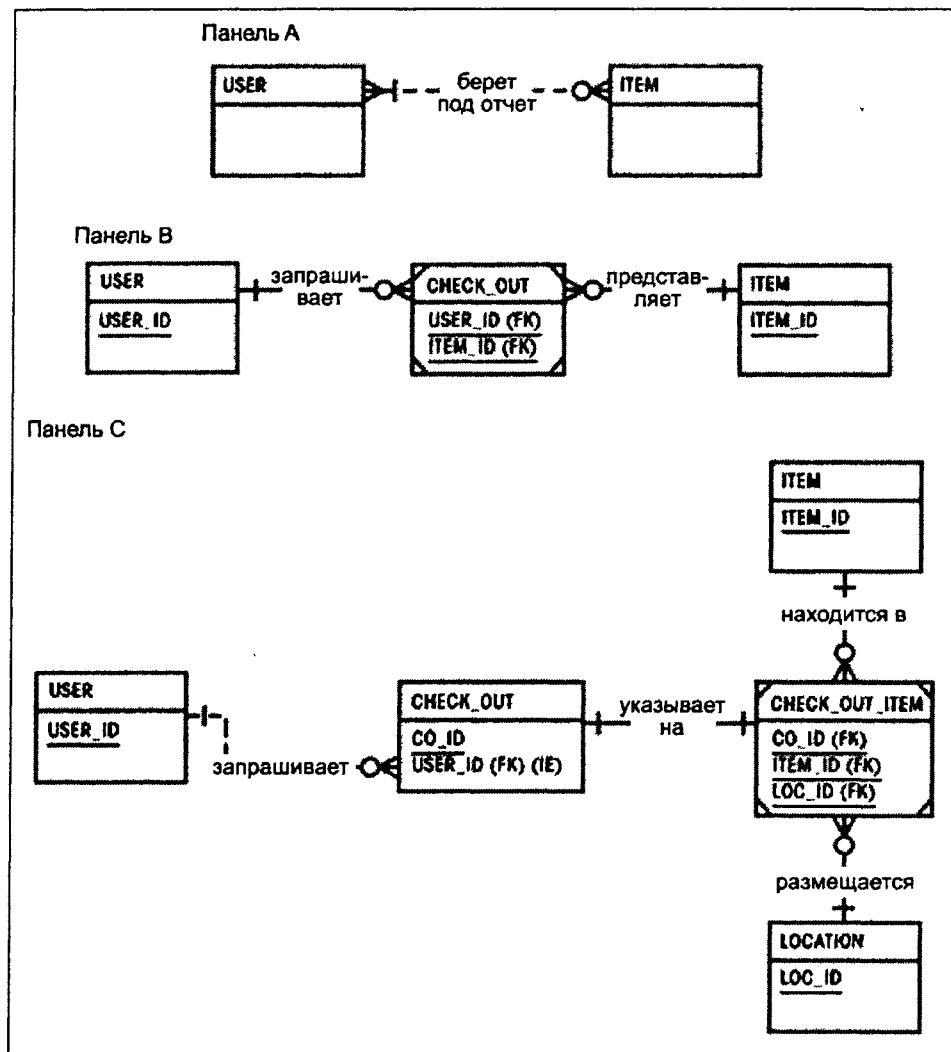 Панель А
USER
берет
под отчет
ITEM
Панель В
USER
USER_ID
запраши-
вает
CHECK_OUT
USER_ID (FK)
ITEM_ID (FK)
представ-
ляет
ITEM
ITEM_ID
Панель С
ITEM
ITEM_ID
находится в
USER
USER_ID
запрашивает
CHECK_OUT
CO_ID
USER_ID (FK) (IE)
указывает
на
CHECK_OUT_ITEM
CO_ID (FK)
ITEM_ID (FK)
LOC_ID (FK)
размещается
LOCATION
LOC_ID